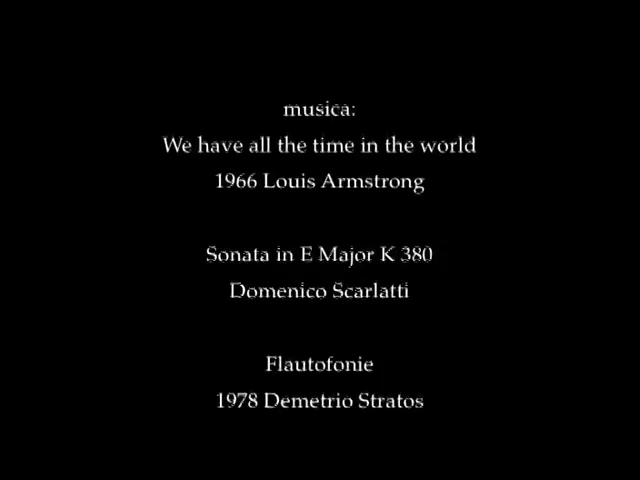 musica:
We have all the time in the world
1966 Louis Armstrong
Sonata in E Major K 380
Domenico Scarlatti
Flautofonie
1978 Demetrio Stratos